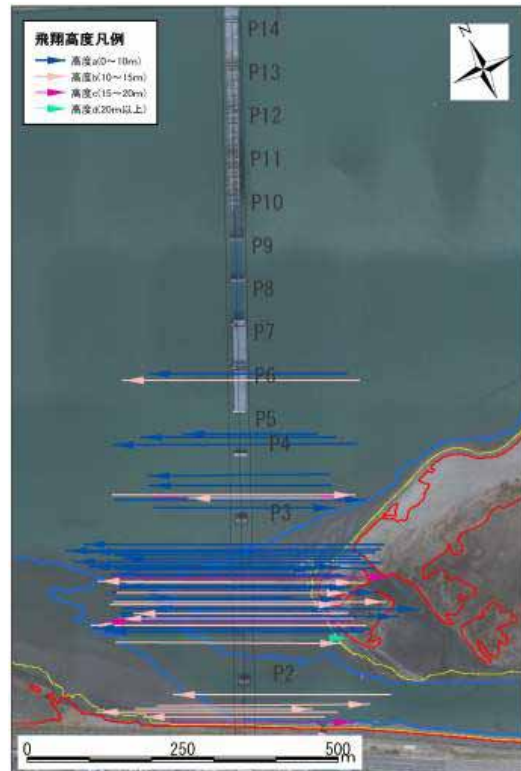 飛翔高度凡例
高度a(0～10m)
高度b(10～15m)
高度c(15～20m)
高度d(20m以上)
N
P14
P13
P12
P11
P10
P9
P8
P7
P6
P5
P4
P3
P2
0 250 500
m